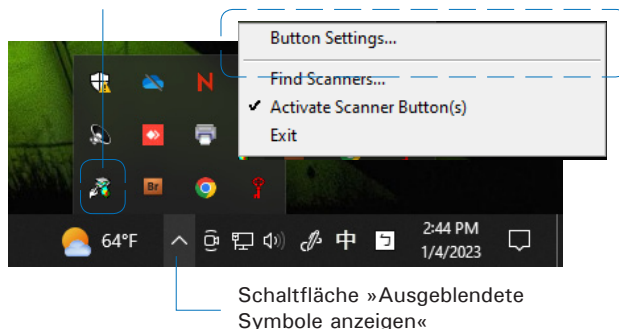 Button Settings...
Find Scanners...
Activate Scanner Button(s)
Exit
N
Br
64°F
中
ㄅ
2:44 PM
1/4/2023
Schaltfläche »Ausgeblendete
Symbole anzeigen«